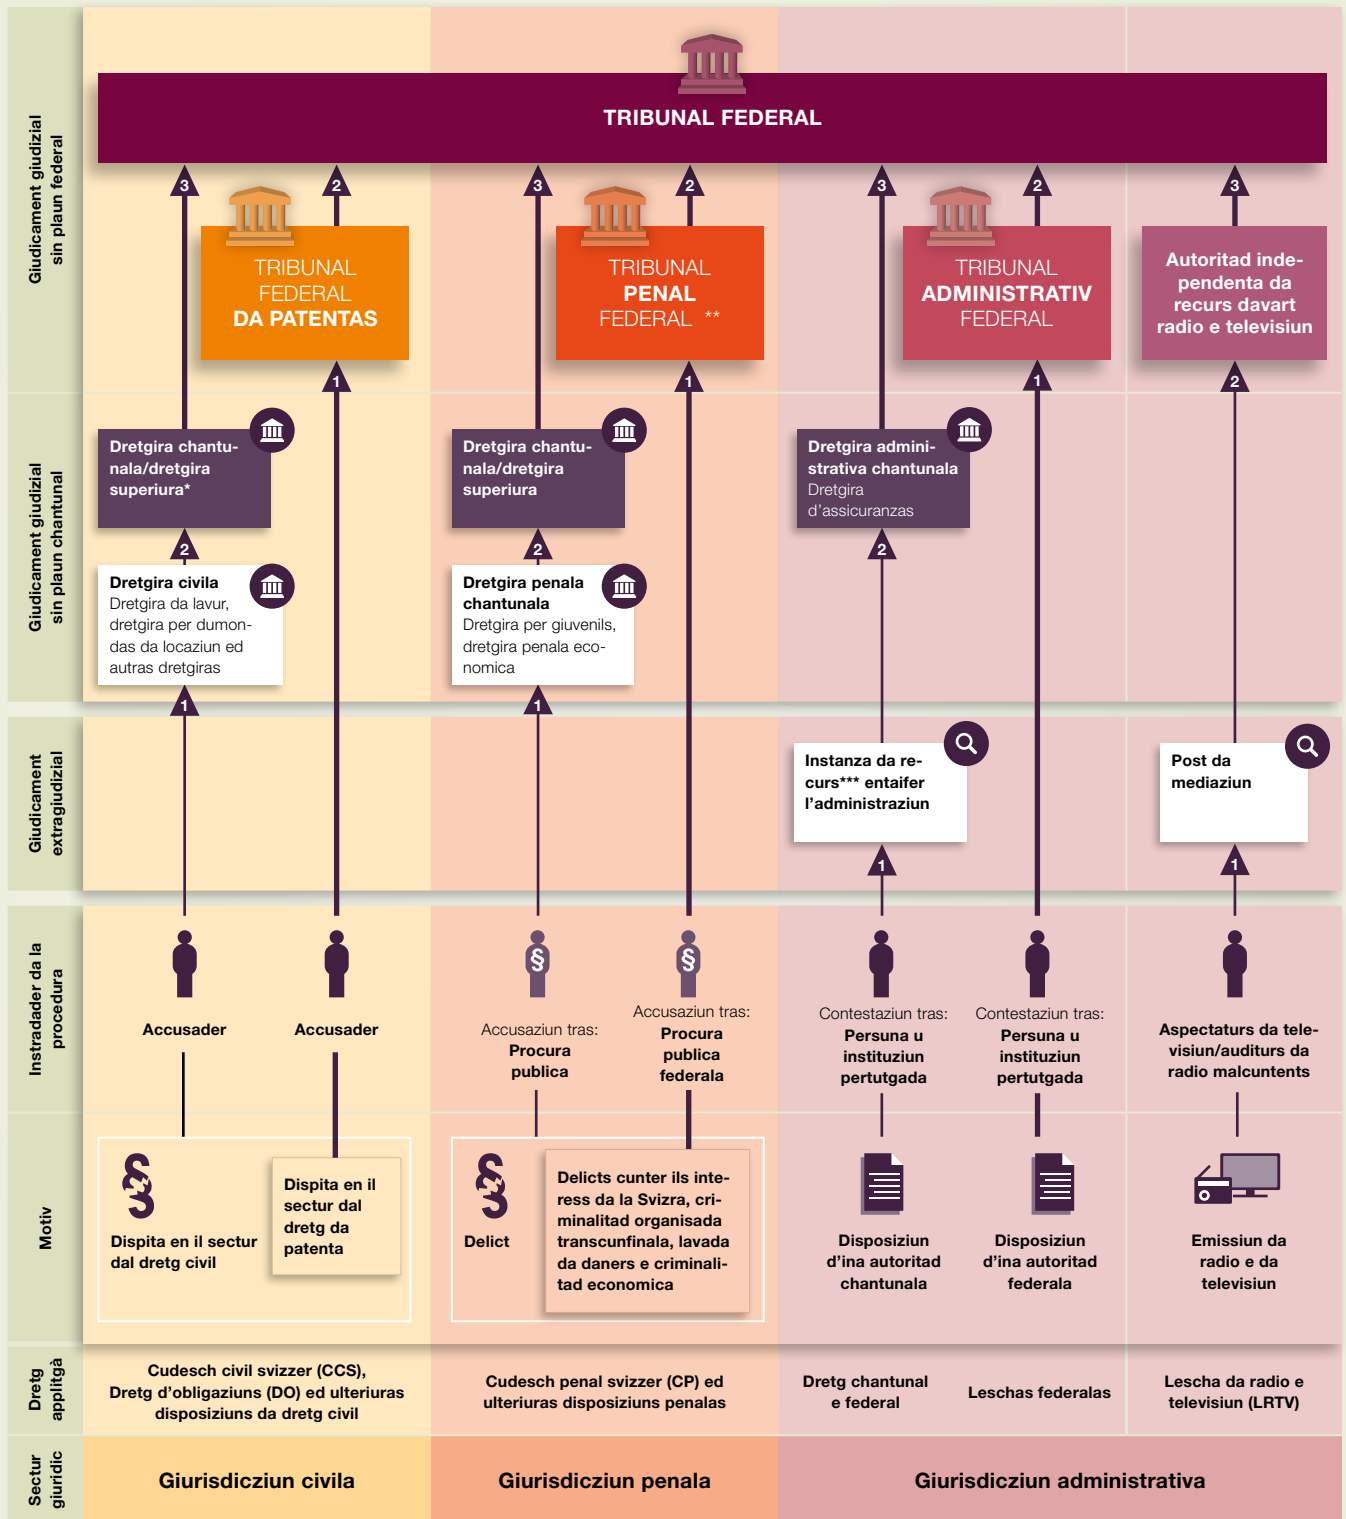 Giudicament giudizial
sin plaun federal
TRIBUNAL FEDERAL
3
2
3
2
3
2
3
TRIBUNAL
FEDERAL
DA PATENTAS
TRIBUNAL
PENAL
FEDERAL **
TRIBUNAL
ADMINISTRATIV
FEDERAL
Autoritad inde-
pendenta da
recurs davart
radio e televisiun
1
1
1
2
Giudicament giudizial
sin plaun chantunal
Dretgira chantu-
nala/dretgira
superiura*
Dretgira chantu-
nala/dretgira
superiura
Dretgira admini-
strativa chantunala
Dretgira
d'assicuranzas
2
2
2
Dretgira civila
Dretgira da lavur,
dretgira per dumon-
das da locaziun ed
autras dretgiras
Dretgira penala
chantunala
Dretgira per giuvenils,
dretgira penala eco-
nomica
1
1
Giudicament
extragiudizial
Instanza da re-
curs*** entaifer
l'administraziun
Post da
mediaziun
1
1
Instradader da la
procedura
§
§
Accusader
Accusader
Accusaziun tras:
Procura
publica
Accusaziun tras:
Procura
publica
federala
Contestaziun tras:
Persuna u
instituziun
pertutgada
Contestaziun tras:
Persuna u
instituziun
pertutgada
Aspectaturs da tele-
visiun/auditurs da
radio malcuntents
Motiv
Dispita en il sectur
dal dretg civil
Dispita en il
sectur dal
dretg da
patenta
Delict
Delicts cunter ils inte-
ress da la Svizra, cri-
minalitad organisada
transcunfinala, lavada
da daners e criminali-
tad economica
Disposiziun
d'ina autoritad
chantunala
Disposiziun
d'ina autoritad
federala
Emissiun da
radio e da
televisiun
Dretg
applitgà
Cudesch civil svizzer (CCS),
Dretg d'obligaziuns (DO) ed ulteriuras
disposiziuns da dretg civil
Cudesch penal svizzer (CP) ed
ulteriuras disposiziuns penalas
Dretg chantunal
e federal
Leschas federalas
Lescha da radio e
televisiun (LRTV)
Sectur
giuridic
Giurisdicziun civila
Giurisdicziun penala
Giurisdicziun administrativa